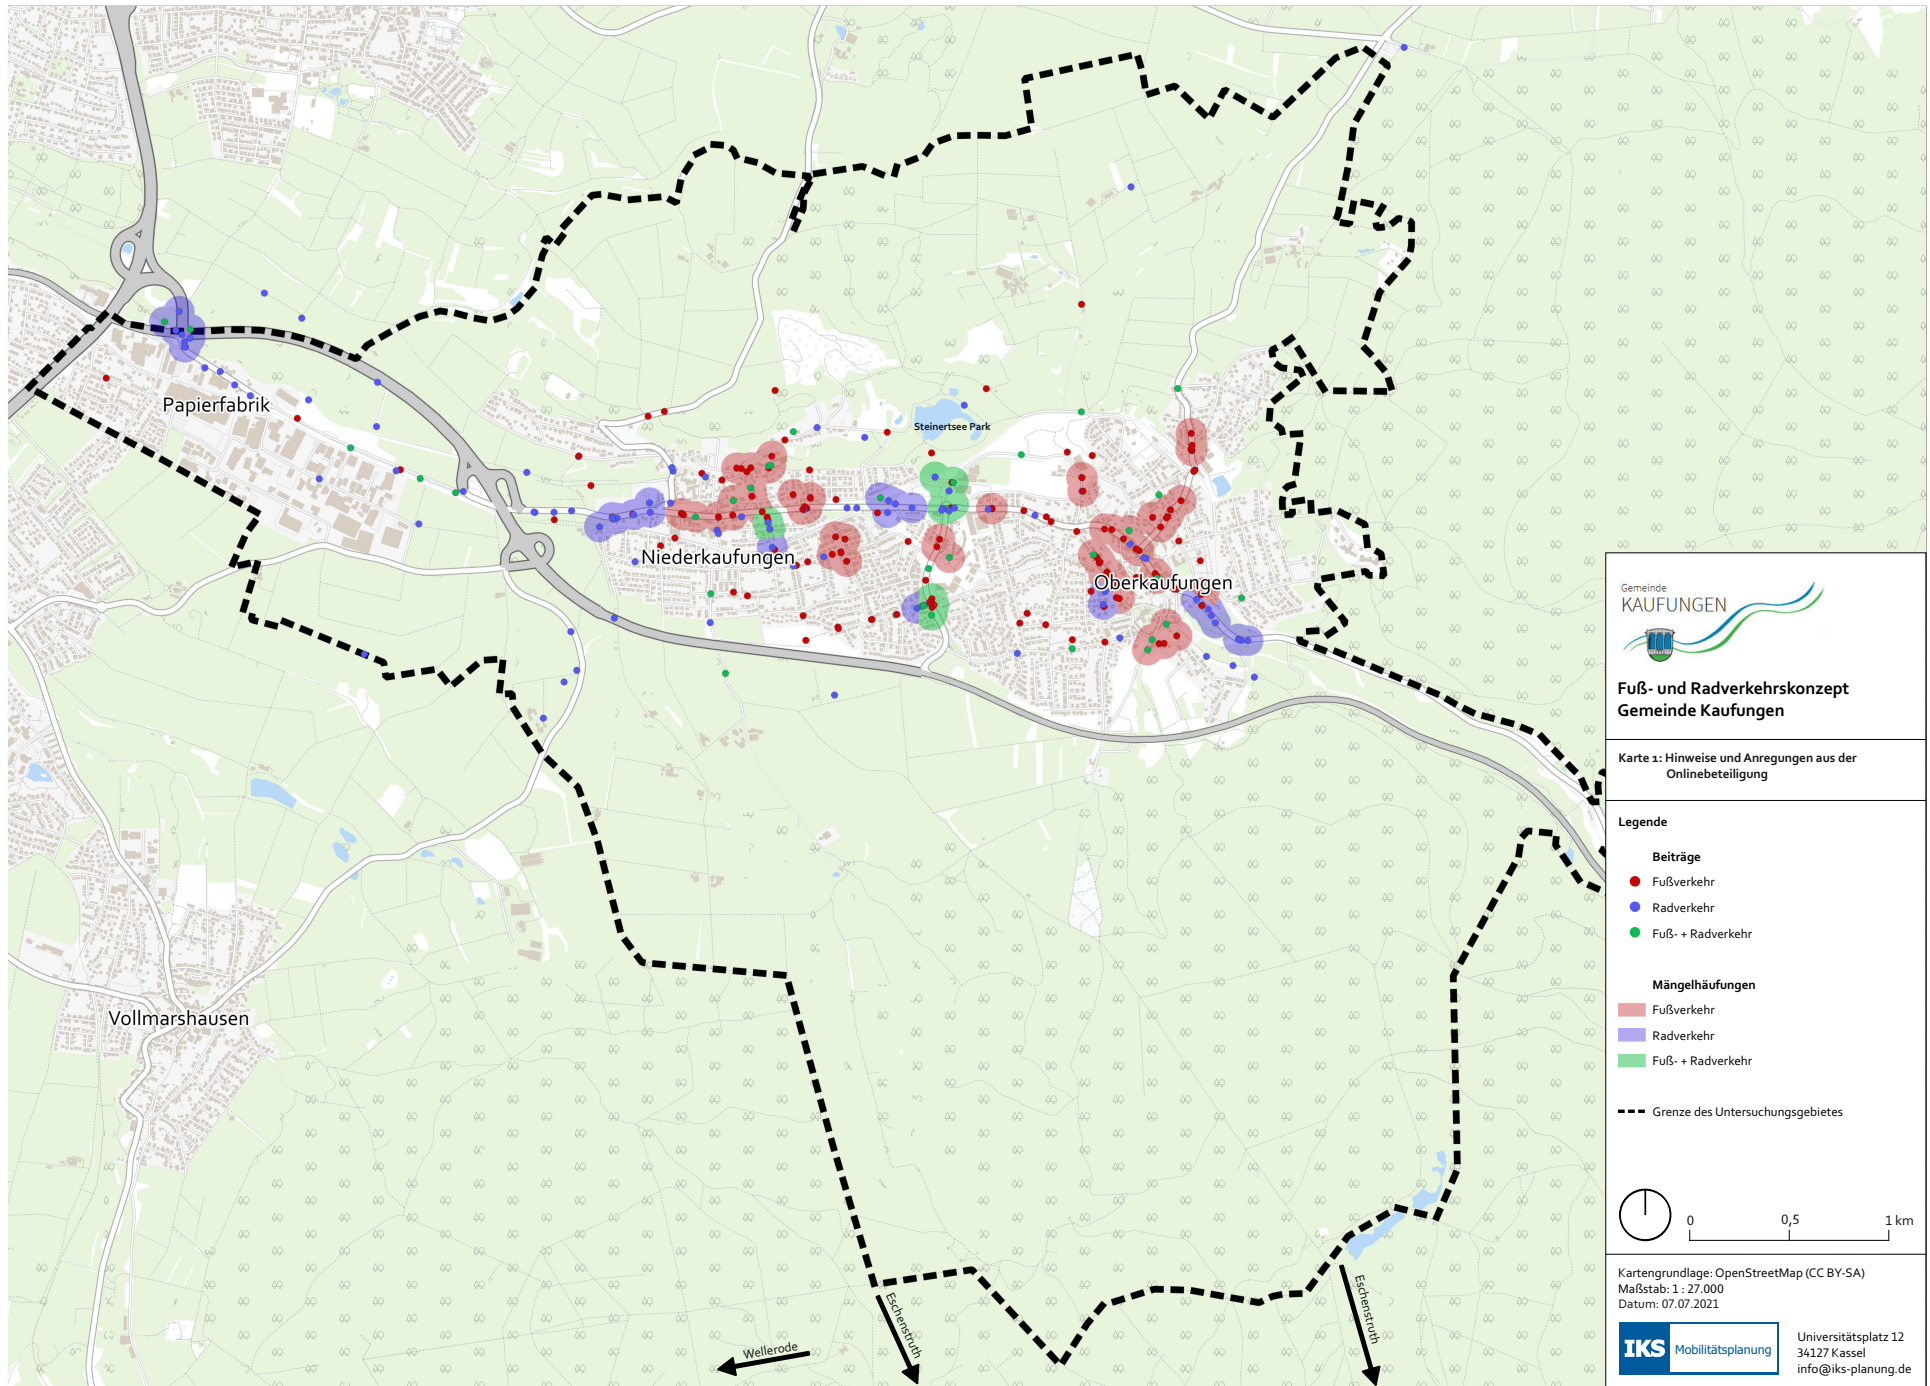 Papierfabrik
Steinertsee Park
Niederkaufungen
Oberkaufungen
Vollmarshausen
Wellerode
Eschenstruth
Eschenstruth
Gemeinde
KAUFUNGEN
Fuß- und Radverkehrskonzept
Gemeinde Kaufungen
Karte 1: Hinweise und Anregungen aus der
Onlinebeteiligung
Legende
Beiträge
Fußverkehr
Radverkehr
Fuß- + Radverkehr
Mängelhäufungen
Fußverkehr
Radverkehr
Fuß- + Radverkehr
Grenze des Untersuchungsgebietes
0 0,5 1 km
Kartengrundlage: OpenStreetMap (CC BY-SA)
Maßstab: 1 : 27.000
Datum: 07.07.2021
IKS Mobilitätsplanung
Universitätsplatz 12
34127 Kassel
info@iks-planung.de